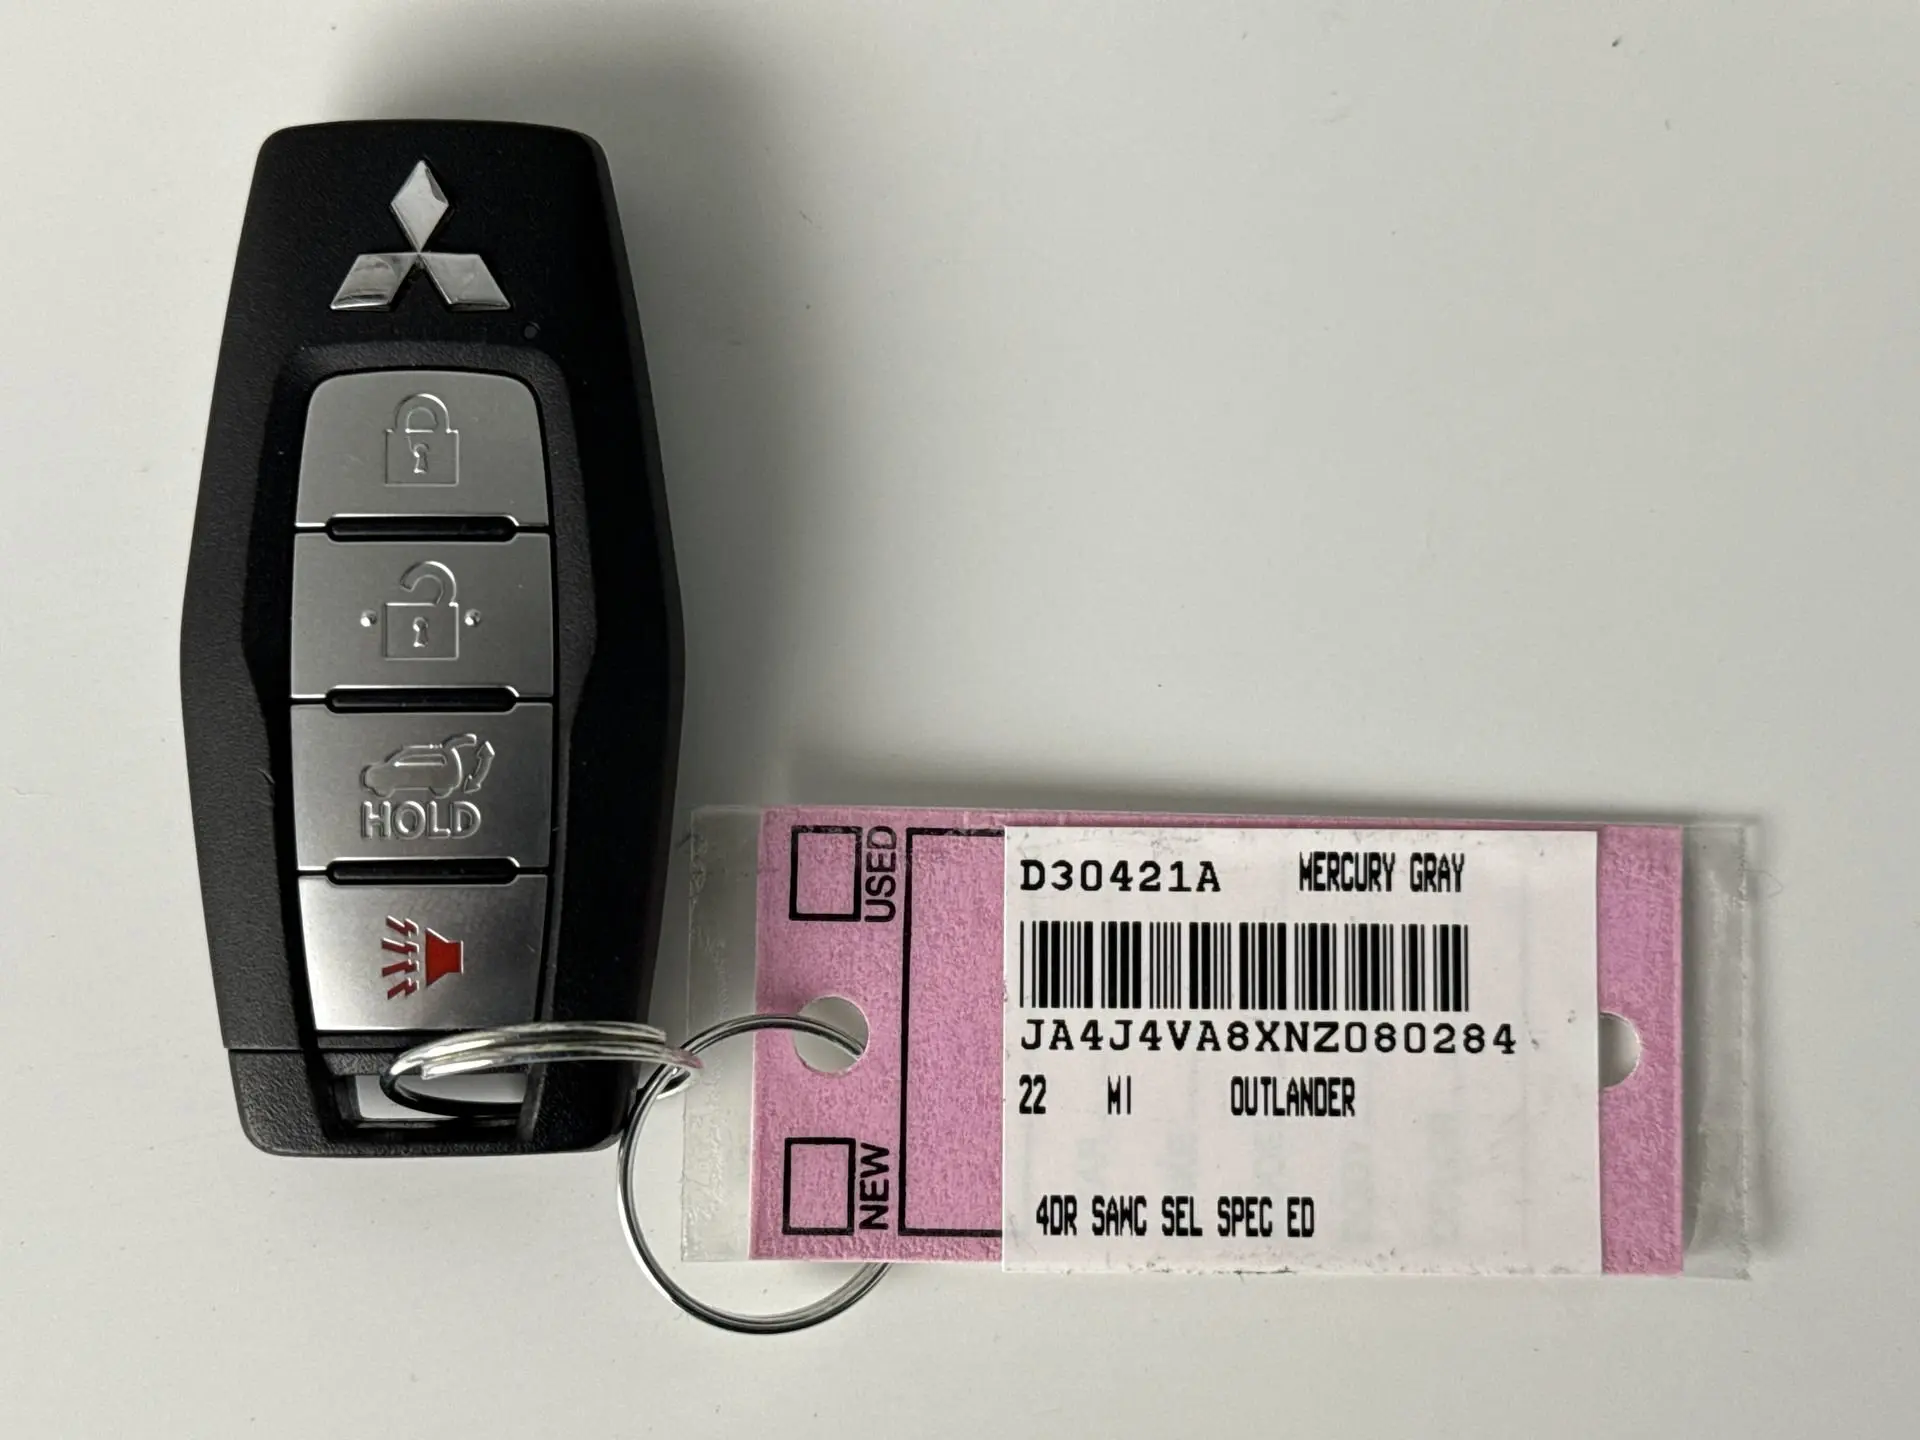 HOLD
USED
NEW
D30421A MERCURY GRAY
JA4J4VA8XNZ080284
22 MI OUTLANDER
4DR SAWC SEL SPEC ED